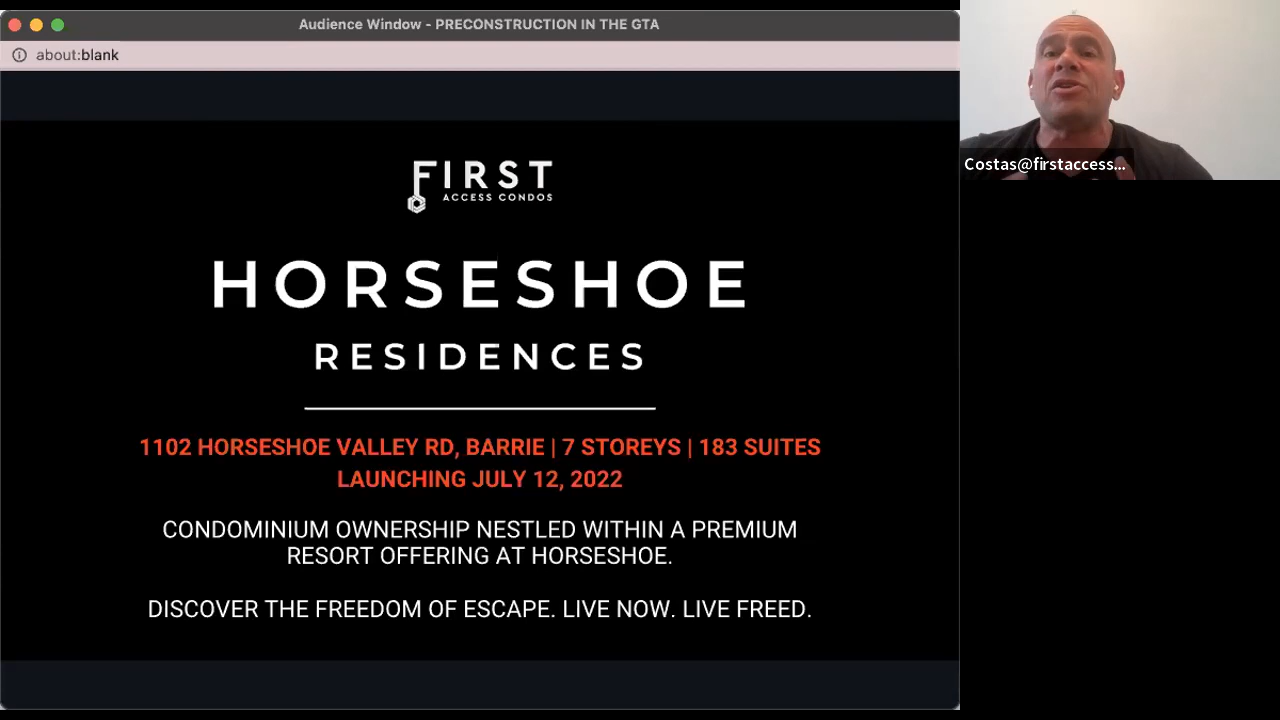 Audience Window - PRECONSTRUCTION IN THE GTA
about:blank
FIRST
ACCESS CONDOS
HORSESHOE
RESIDENCES
1102 HORSESHOE VALLEY RD, BARRIE | 7 STOREYS | 183 SUITES
LAUNCHING JULY 12, 2022
CONDOMINIUM OWNERSHIP NESTLED WITHIN A PREMIUM
RESORT OFFERING AT HORSESHOE.
DISCOVER THE FREEDOM OF ESCAPE. LIVE NOW. LIVE FREED.
Costas@firstaccess...